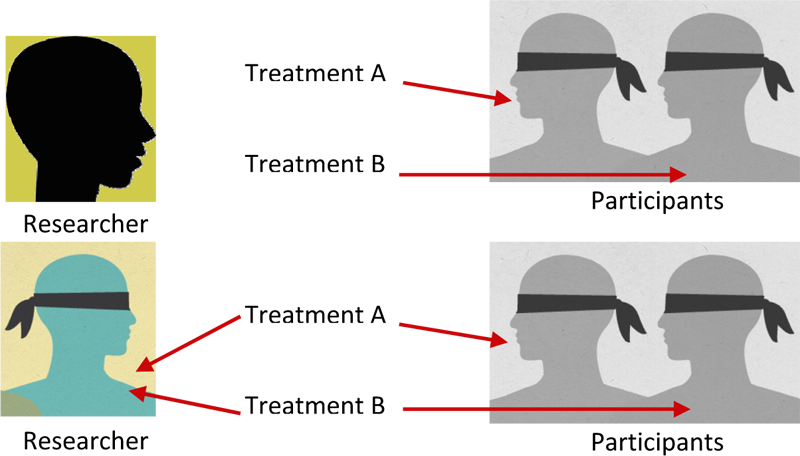 Treatment A
Treatment B
Participants
Researcher
Treatment A
Treatment B
Researcher
Participants